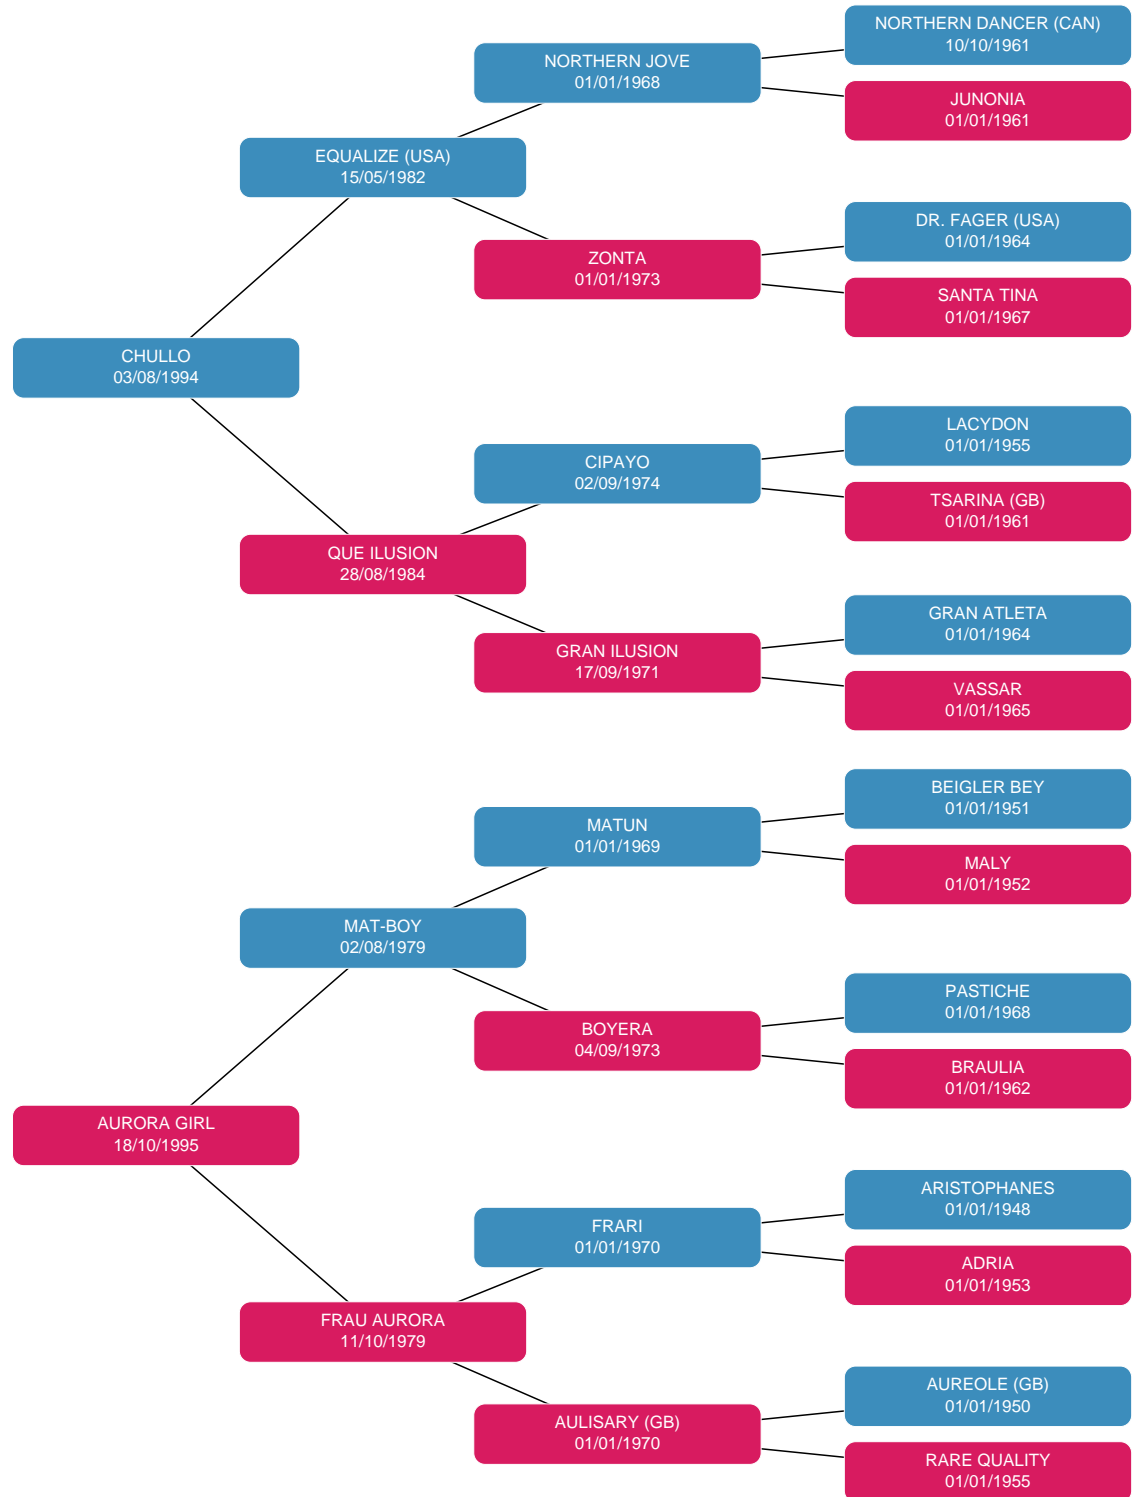 NORTHERN DANCER (CAN)
10/10/1961
NORTHERN JOVE
01/01/1968
JUNONIA
01/01/1961
EQUALIZE (USA)
15/05/1982
DR. FAGER (USA)
01/01/1964
ZONTA
01/01/1973
SANTA TINA
01/01/1967
CHULLO
03/08/1994
LACYDON
01/01/1955
CIPAYO
02/09/1974
TSARINA (GB)
01/01/1961
QUE ILUSION
28/08/1984
GRAN ATLETA
01/01/1964
GRAN ILUSION
17/09/1971
VASSAR
01/01/1965
BEIGLER BEY
01/01/1951
MATUN
01/01/1969
MALY
01/01/1952
MAT-BOY
02/08/1979
PASTICHE
01/01/1968
BOYERA
04/09/1973
BRAULIA
01/01/1962
AURORA GIRL
18/10/1995
ARISTOPHANES
01/01/1948
FRARI
01/01/1970
ADRIA
01/01/1953
FRAU AURORA
11/10/1979
AUREOLE (GB)
01/01/1950
AULISARY (GB)
01/01/1970
RARE QUALITY
01/01/1955